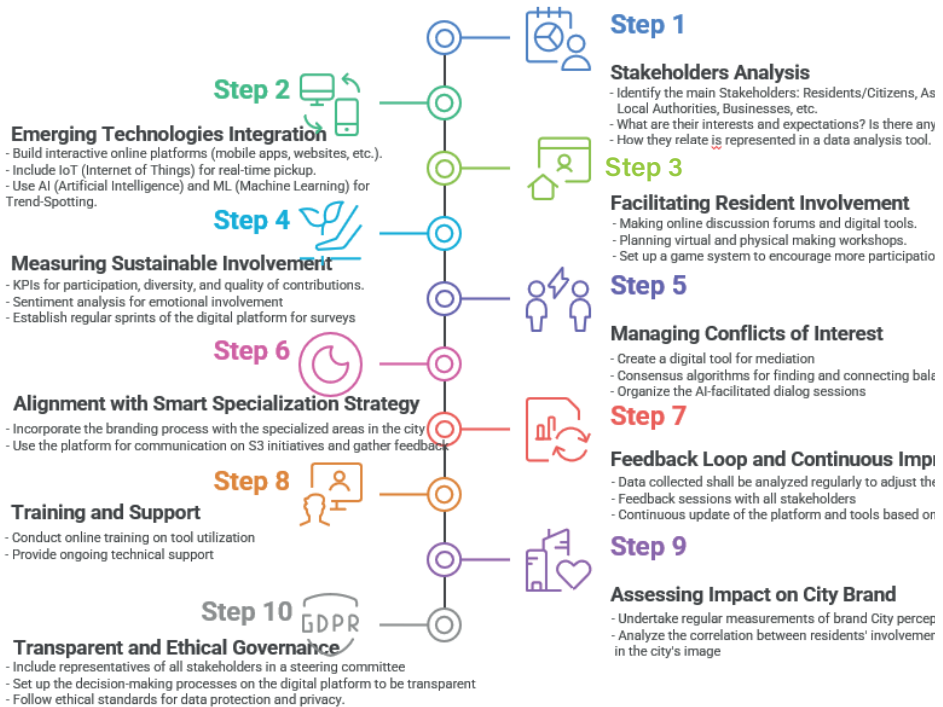 Step 1
Stakeholders Analysis
- Identify the main Stakeholders: Residents/Citizens, As
Local Authorities, Businesses, etc.
- What are their interests and expectations? Is there any
- How they relate is represented in a data analysis tool.
Step 2
Emerging Technologies Integration
- Build interactive online platforms (mobile apps, websites, etc.).
- Include IoT (Internet of Things) for real-time pickup.
- Use AI (Artificial Intelligence) and ML (Machine Learning) for
Trend-Spotting.
Step 3
Facilitating Resident Involvement
- Making online discussion forums and digital tools.
- Planning virtual and physical making workshops.
- Set up a game system to encourage more participatio
Step 4
Measuring Sustainable Involvement
- KPIs for participation, diversity, and quality of contributions.
- Sentiment analysis for emotional involvement
- Establish regular sprints of the digital platform for surveys
Step 5
Managing Conflicts of Interest
- Create a digital tool for mediation
- Consensus algorithms for finding and connecting bala
- Organize the AI-facilitated dialog sessions
Step 6
Alignment with Smart Specialization Strategy
- Incorporate the branding process with the specialized areas in the city
- Use the platform for communication on S3 initiatives and gather feedback
Step 7
Feedback Loop and Continuous Impr
- Data collected shall be analyzed regularly to adjust the
- Feedback sessions with all stakeholders
- Continuous update of the platform and tools based on
Step 8
Training and Support
- Conduct online training on tool utilization
- Provide ongoing technical support
Step 9
Assessing Impact on City Brand
- Undertake regular measurements of brand City percep
- Analyze the correlation between residents' involvemen
in the city's image
Step 10
GDPR
Transparent and Ethical Governance
- Include representatives of all stakeholders in a steering committee
- Set up the decision-making processes on the digital platform to be transparent
- Follow ethical standards for data protection and privacy.